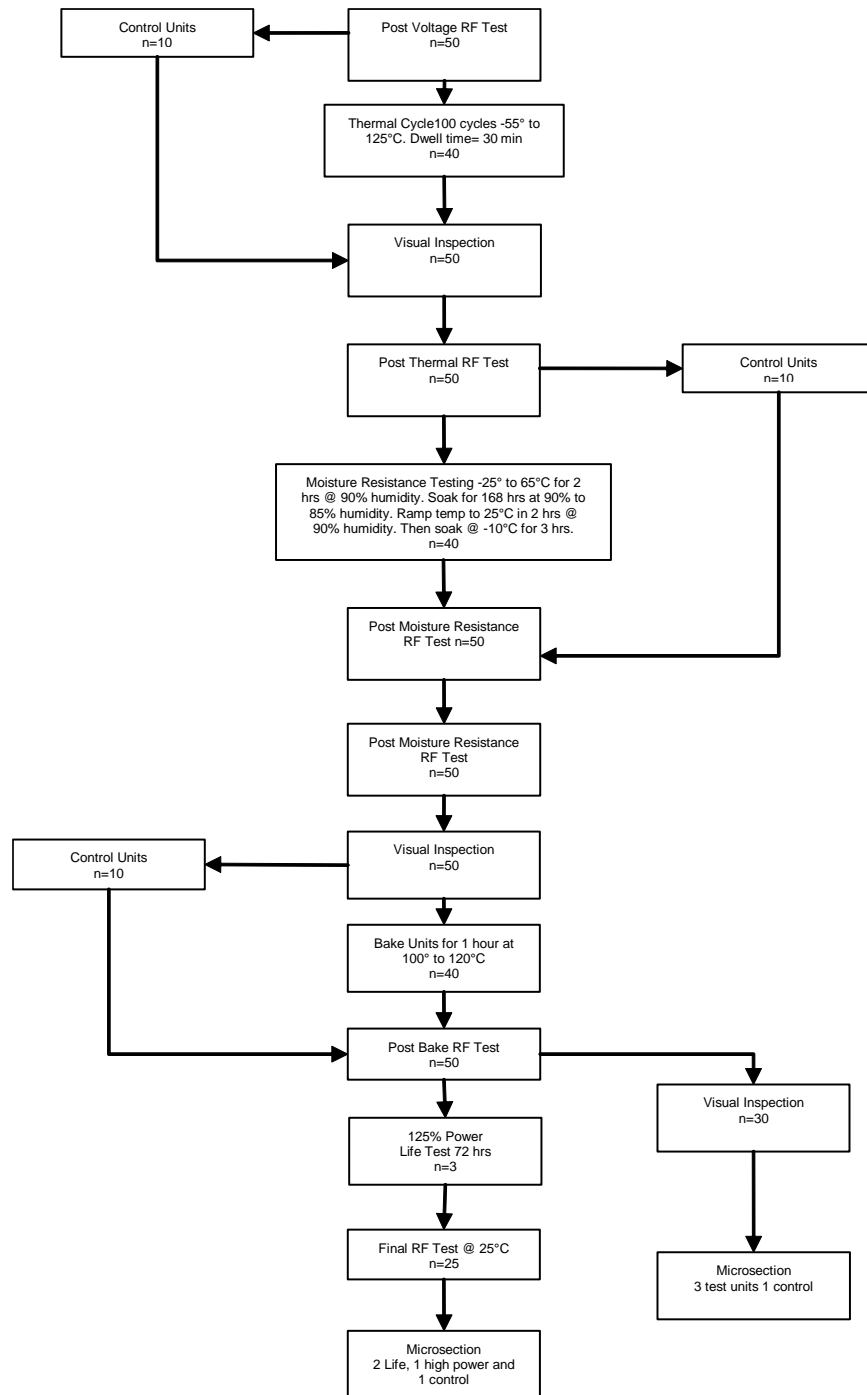 Control Units
n=10
Post Voltage RF Test
n=50
Thermal Cycle100 cycles -55° to
125°C. Dwell time= 30 min
n=40
Visual Inspection
n=50
Post Thermal RF Test
n=50
Control Units
n=10
Moisture Resistance Testing -25° to 65°C for 2
hrs @ 90% humidity. Soak for 168 hrs at 90% to
85% humidity. Ramp temp to 25°C in 2 hrs @
90% humidity. Then soak @ -10°C for 3 hrs.
n=40
Post Moisture Resistance
RF Test n=50
Post Moisture Resistance
RF Test
n=50
Visual Inspection
n=50
Control Units
n=10
Bake Units for 1 hour at
100° to 120°C
n=40
Post Bake RF Test
n=50
Visual Inspection
n=30
125% Power
Life Test 72 hrs
n=3
Final RF Test @ 25°C
n=25
Microsection
3 test units 1 control
Microsection
2 Life, 1 high power and
1 control